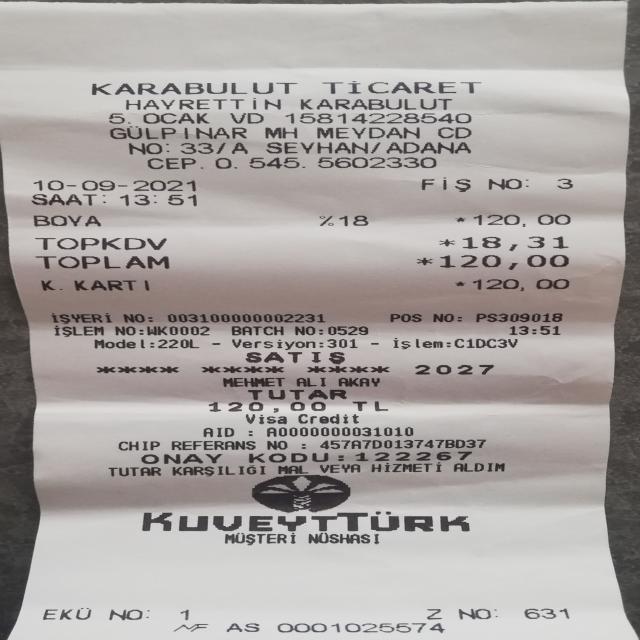 KARABULUT TİCARET
HAYRETTİN KARABULUT
5. OCAK VD 15814228540
GÜLPINAR MH MEYDAN CD
NO: 33/A SEYHAN/ADANA
CEP. 0. 545. 5602330
10-09-2021 FİŞ NO: 3
SAAT: 13:51
BOYA %18 *120,00
TOPKDV *18,31
TOPLAM *120,00
K. KARTI *120,00
İŞYERİ NO: 003100000002231 POS NO: PS309018
İŞLEM NO:WK0002 BATCH NO:0529 13:51
Model:220L - Versiyon:301 - İşlem:C1DC3V
SATIŞ
**** **** **** 2027
MEHMET ALI AKAY
TUTAR
120,00 TL
Visa Credit
AID : A0000000031010
CHIP REFERANS NO : 457A7D013747BD37
ONAY KODU:122267
TUTAR KARŞILIĞI MAL VEYA HİZMETİ ALDIM
KUVEYTTÜRK
MÜŞTERİ NÜSHASI
EKÜ NO: 1 Z NO: 631
MF AS 0001025574